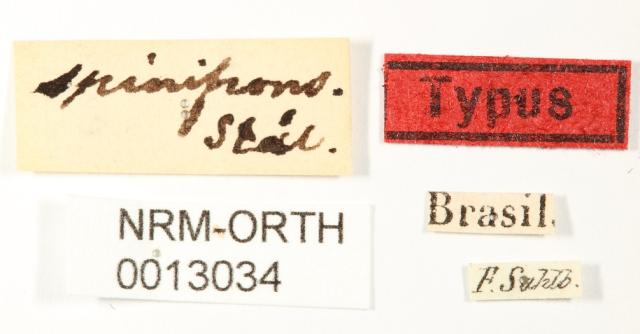 spinifrons.
Stål.
Typus
NRM-ORTH
0013034
Brasil.
F. Sahlb.